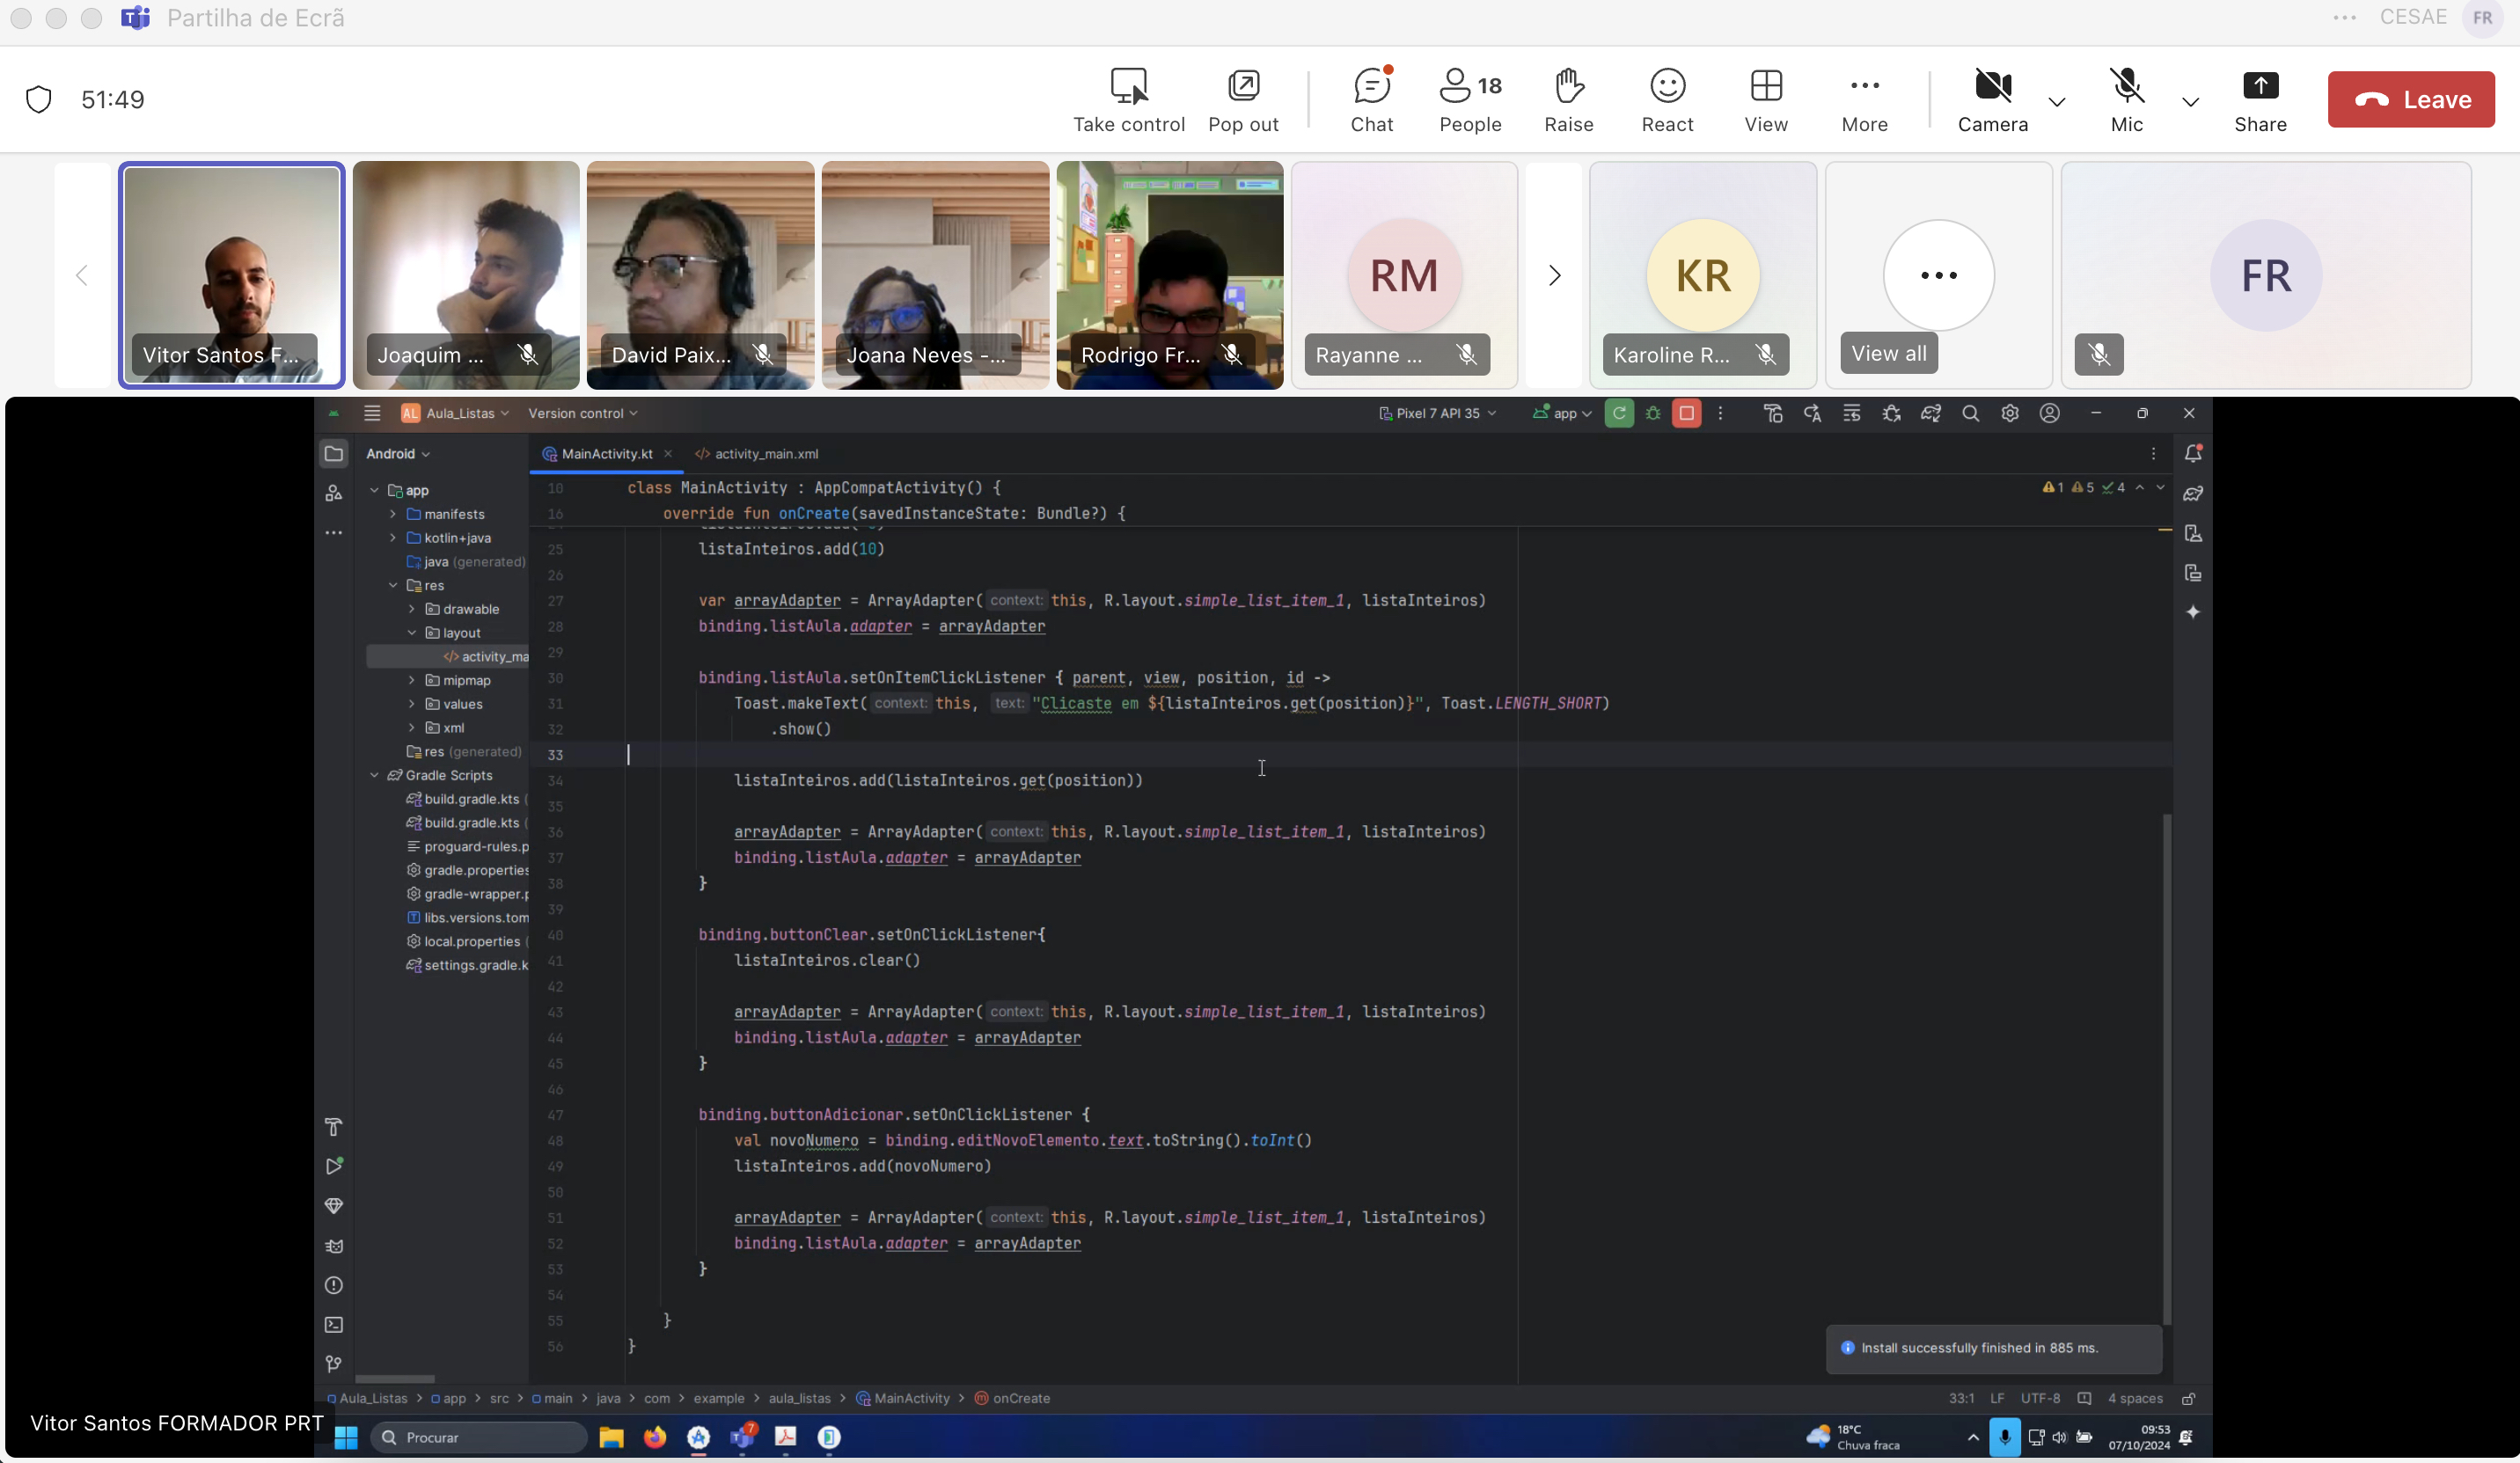 Partilha de Ecrã
CESAE
FR
51:49
Take control
Pop out
Chat
18
People
Raise
React
View
More
Camera
Mic
Share
Leave
Vitor Santos F...
Joaquim ...
David Paix...
Joana Neves -...
Rodrigo Fr...
RM
Rayanne ...
KR
Karoline R...
View all
FR
AL Aula_Listas
Version control
Pixel 7 API 35
app
Android
MainActivity.kt
activity_main.xml
app
manifests
kotlin+java
java (generated)
res
drawable
layout
activity_ma
mipmap
values
xml
res (generated)
Gradle Scripts
build.gradle.kts (
build.gradle.kts (
proguard-rules.p
gradle.properties
gradle-wrapper.p
libs.versions.tom
local.properties (
settings.gradle.k
1 5 4
10 class MainActivity : AppCompatActivity() {
16 override fun onCreate(savedInstanceState: Bundle?) {
25 listaInteiros.add(10)
26
27 var arrayAdapter = ArrayAdapter( context: this, R.layout.simple_list_item_1, listaInteiros)
28 binding.listAula.adapter = arrayAdapter
29
30 binding.listAula.setOnItemClickListener { parent, view, position, id ->
31 Toast.makeText( context: this, text: "Clicaste em ${listaInteiros.get(position)}", Toast.LENGTH_SHORT)
32 .show()
33
34 listaInteiros.add(listaInteiros.get(position))
35
36 arrayAdapter = ArrayAdapter( context: this, R.layout.simple_list_item_1, listaInteiros)
37 binding.listAula.adapter = arrayAdapter
38 }
39
40 binding.buttonClear.setOnClickListener{
41 listaInteiros.clear()
42
43 arrayAdapter = ArrayAdapter( context: this, R.layout.simple_list_item_1, listaInteiros)
44 binding.listAula.adapter = arrayAdapter
45 }
46
47 binding.buttonAdicionar.setOnClickListener {
48 val novoNumero = binding.editNovoElemento.text.toString().toInt()
49 listaInteiros.add(novoNumero)
50
51 arrayAdapter = ArrayAdapter( context: this, R.layout.simple_list_item_1, listaInteiros)
52 binding.listAula.adapter = arrayAdapter
53 }
54
55 }
56 }
Install successfully finished in 885 ms.
Aula_Listas > app > src > main > java > com > example > aula_listas > MainActivity > onCreate
33:1 LF UTF-8 4 spaces
Vitor Santos FORMADOR PRT
Procurar
7
18°C
Chuva fraca
09:53
07/10/2024